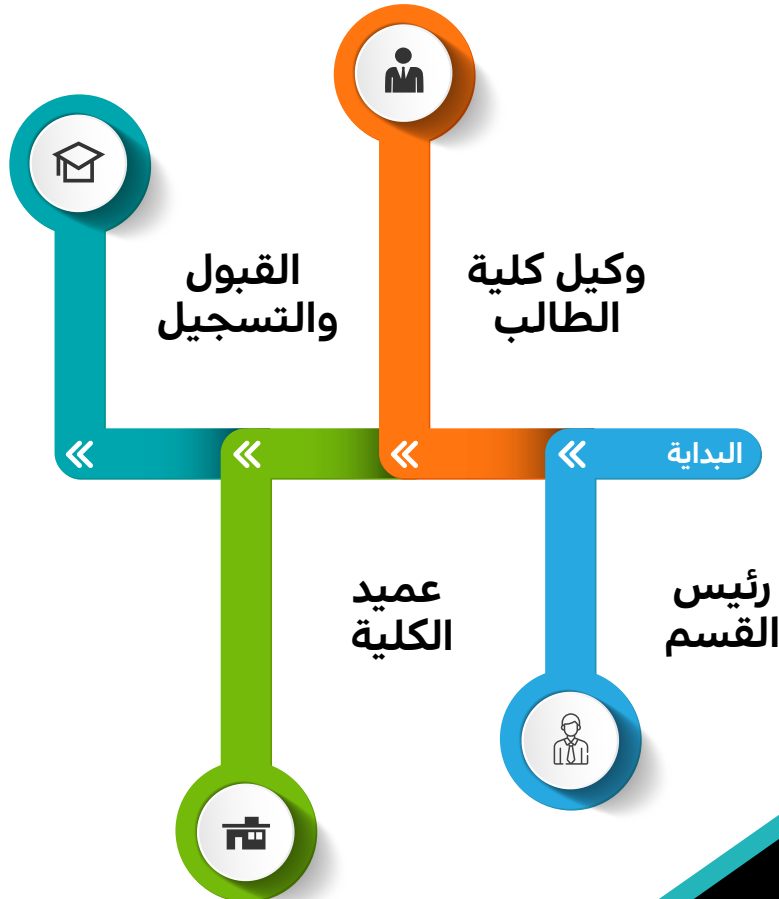 البداية
رئيس
القسم
وكيل كلية
الطالب
عميد
الكلية
القبول
والتسجيل